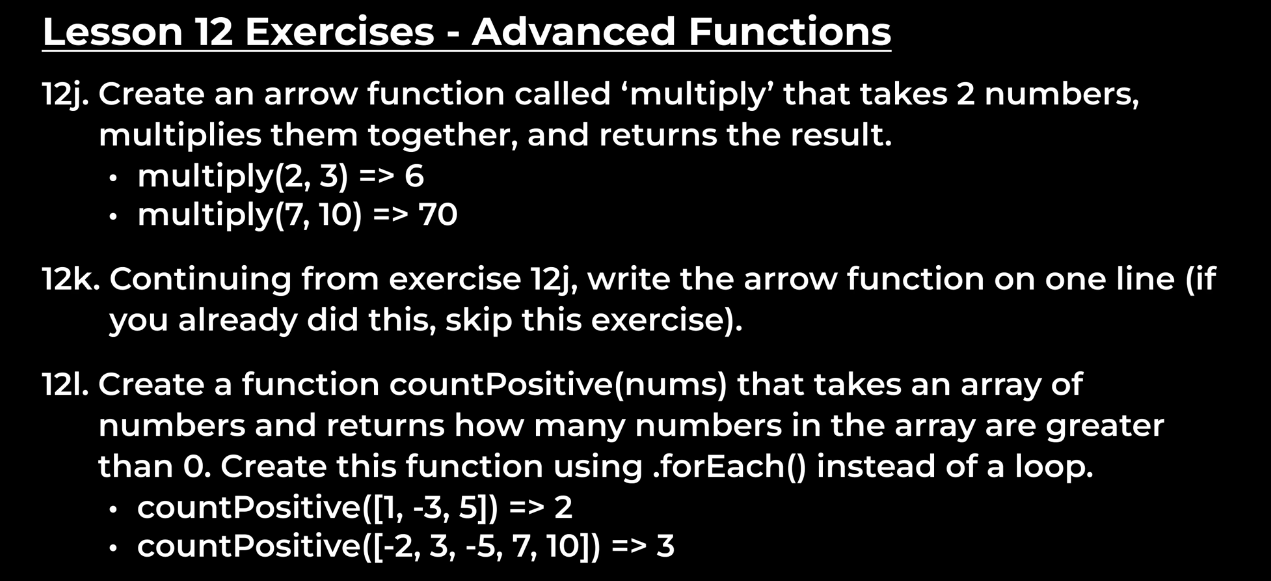 Lesson 12 Exercises - Advanced Functions
12j. Create an arrow function called ‘multiply’ that takes 2 numbers,
multiplies them together, and returns the result.
• multiply(2, 3) => 6
• multiply(7, 10) => 70
12k. Continuing from exercise 12j, write the arrow function on one line (if
you already did this, skip this exercise).
12l. Create a function countPositive(nums) that takes an array of
numbers and returns how many numbers in the array are greater
than 0. Create this function using .forEach() instead of a loop.
• countPositive([1, -3, 5]) => 2
• countPositive([-2, 3, -5, 7, 10]) => 3